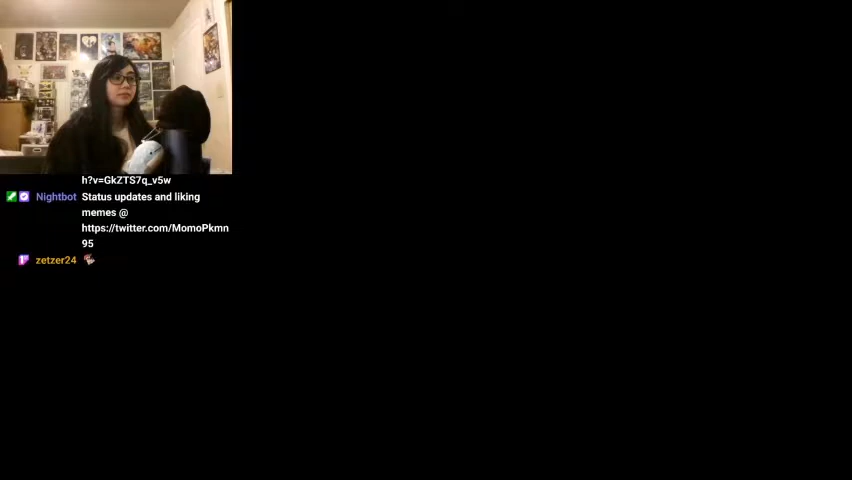 h?v=GkZTS7q_v5w
Nightbot Status updates and liking
memes @
https://twitter.com/MomoPkmn
95
zetzer24